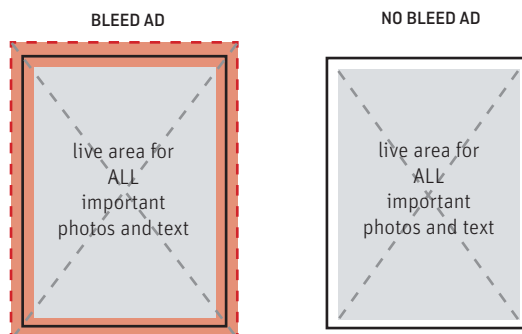 BLEED AD
live area for
ALL
important
photos and text
NO BLEED AD
live area for
ALL
important
photos and text